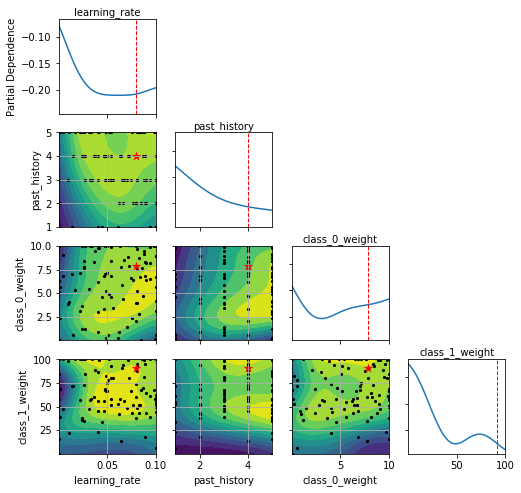 learning_rate
Partial Dependence
−0.10
−0.15
−0.20
past_history
past_history
5
4
3
2
1
class_0_weight
class_0_weight
10.0
7.5
5.0
2.5
class_1_weight
class_1_weight
100
75
50
25
0.05 0.10
2 4
5 10
50 100
learning_rate past_history class_0_weight